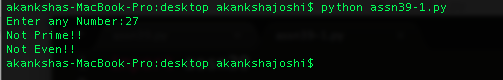 akankshas-MacBook-Pro:desktop akankshajoshi$ python assn39-1.py
Enter any Number:27
Not Prime!!
Not Even!!
akankshas-MacBook-Pro:desktop akankshajoshi$